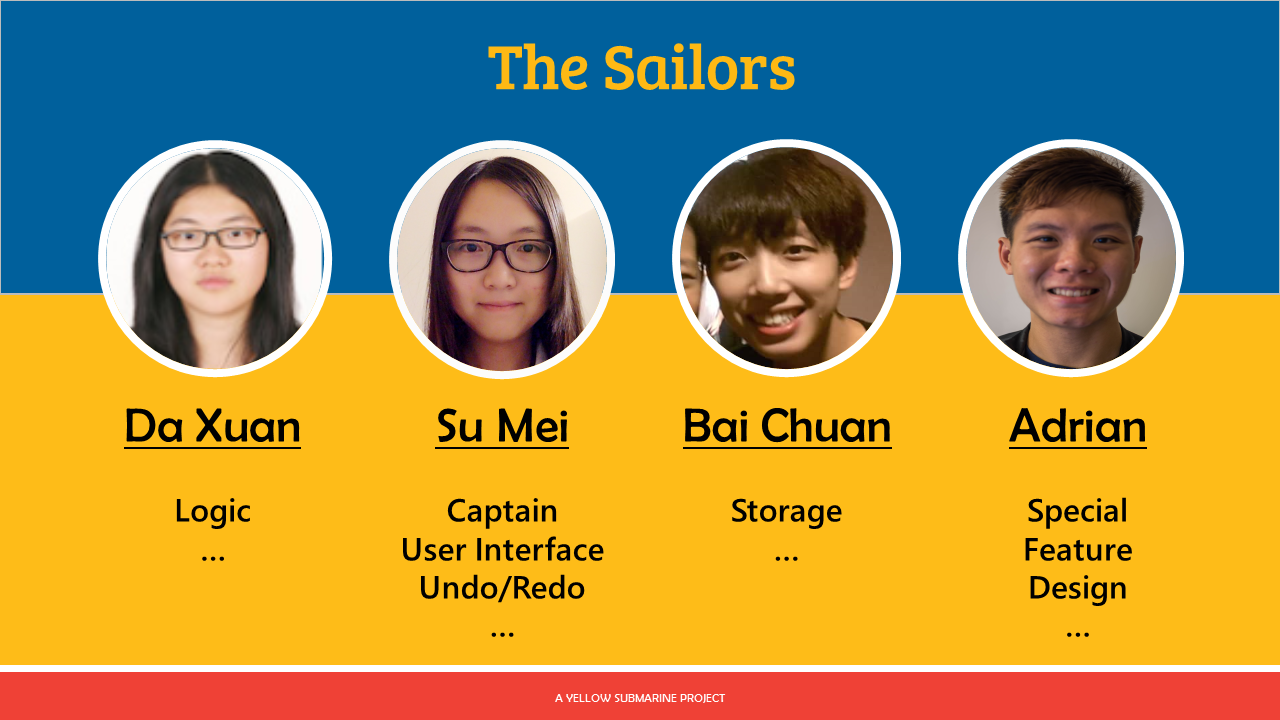 The Sailors
Da Xuan
Su Mei
Bai Chuan
Adrian
Logic
...
Captain
User Interface
Undo/Redo
...
Storage
...
Special
Feature
Design
...
A YELLOW SUBMARINE PROJECT